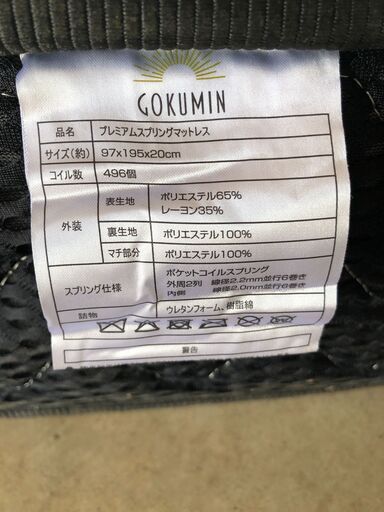 GOKUMIN
品名 プレミアムスプリングマットレス
サイズ(約) 97x195x20cm
コイル数 496個
外装 表生地 ポリエステル65%
レーヨン35%
裏生地 ポリエステル100%
マチ部分 ポリエステル100%
スプリング仕様 ポケットコイルスプリング
外周2列 線径2.2mm並行6巻き
内側 線径2.0mm並行6巻き
詰物 ウレタンフォーム、樹脂綿
警告